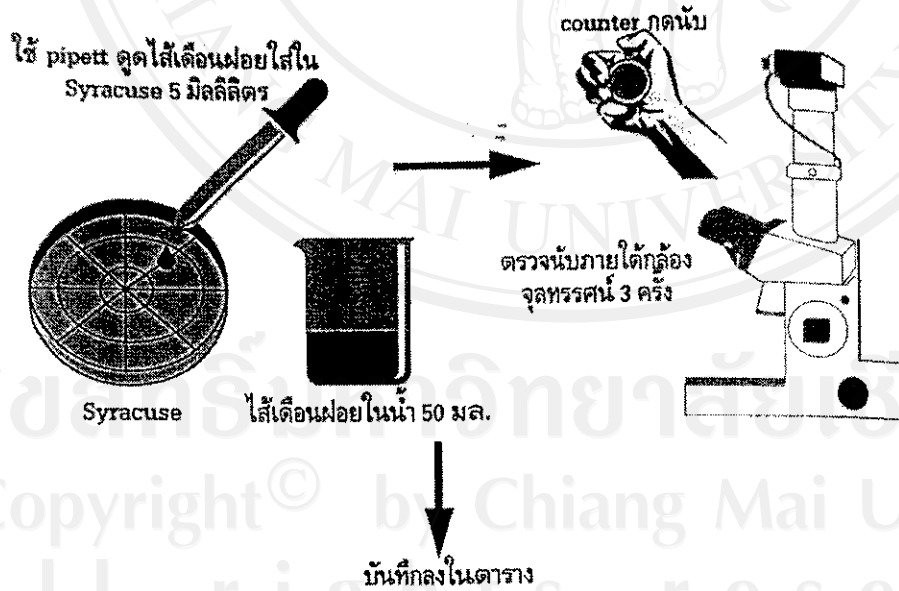 ใช้ pipett ดูดไส้เดือนฝอยใส่ใน
Syracuse 5 มิลลิลิตร
counter กดนับ
MAI UNIVER
ตรวจนับภายใต้กล้อง
จุลทรรศน์ 3 ครั้ง
Syracuse
ไส้เดือนฝอยในน้ำ 50 มล.
Copyright© by Chiang Mai U
บันทึกลงในตาราง